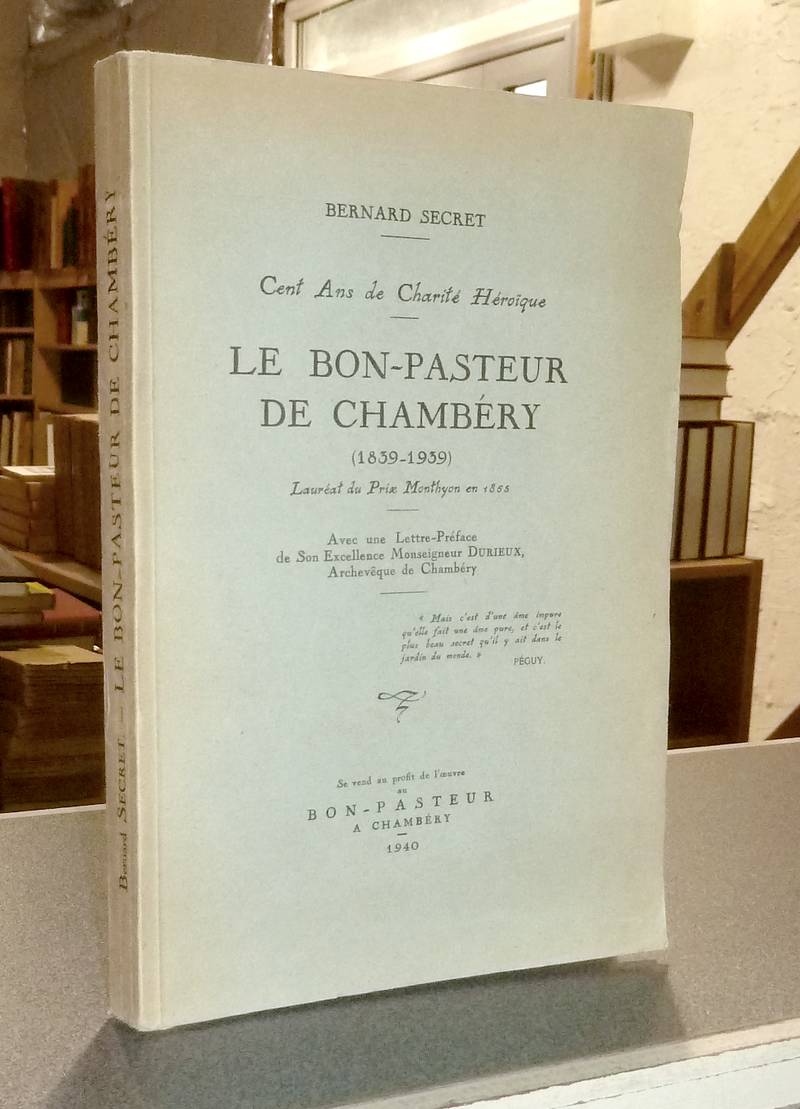 BERNARD SECRET
Cent Ans de Charité Héroïque
LE BON-PASTEUR
DE CHAMBÉRY
(1839-1939)
Lauréat du Prix Monthyon en 1855
Avec une Lettre-Préface
de Son Excellence Monseigneur DURIEUX,
Archevêque de Chambéry
« Mais c'est d'une âme impure
qu'elle fait une âme pure, et c'est le
plus beau secret qu'il y ait dans le
jardin du monde. »
PÉGUY.
Se vend au profit de l'œuvre
au
BON-PASTEUR
A CHAMBÉRY
1940
Bernard SECRET. — LE BON-PASTEUR DE CHAMBÉRY